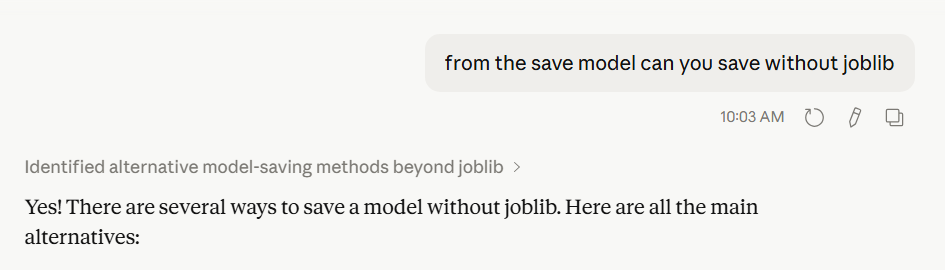 from the save model can you save without joblib
10:03 AM
Identified alternative model-saving methods beyond joblib
Yes! There are several ways to save a model without joblib. Here are all the main
alternatives: